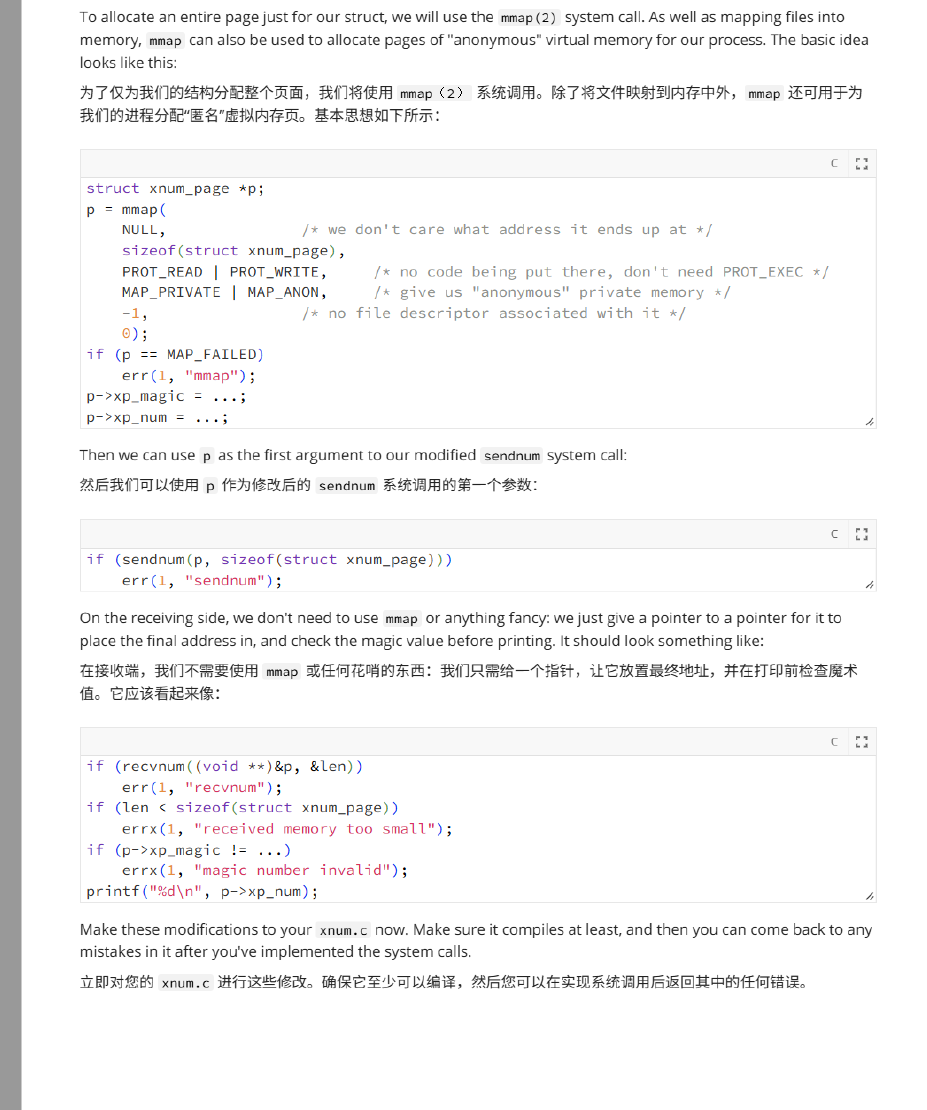 To allocate an entire page just for our struct, we will use the mmap(2) system call. As well as mapping files into
memory, mmap can also be used to allocate pages of "anonymous" virtual memory for our process. The basic idea
looks like this:
为了仅为我们的结构分配整个页面，我们将使用 mmap（2） 系统调用。除了将文件映射到内存中外， mmap 还可用于为
我们的进程分配“匿名”虚拟内存页。基本思想如下所示：
C
struct xnum_page *p;
p = mmap(
    NULL,               /* we don't care what address it ends up at */
    sizeof(struct xnum_page),
    PROT_READ | PROT_WRITE,     /* no code being put there, don't need PROT_EXEC */
    MAP_PRIVATE | MAP_ANON,     /* give us "anonymous" private memory */
    -1,                 /* no file descriptor associated with it */
    0);
if (p == MAP_FAILED)
    err(1, "mmap");
p->xp_magic = ...;
p->xp_num = ...;
Then we can use p as the first argument to our modified sendnum system call:
然后我们可以使用 p 作为修改后的 sendnum 系统调用的第一个参数：
C
if (sendnum(p, sizeof(struct xnum_page)))
    err(1, "sendnum");
On the receiving side, we don't need to use mmap or anything fancy: we just give a pointer to a pointer for it to
place the final address in, and check the magic value before printing. It should look something like:
在接收端，我们不需要使用 mmap 或任何花哨的东西：我们只需给一个指针，让它放置最终地址，并在打印前检查魔术
值。它应该看起来像：
C
if (recvnum((void **)&p, &len))
    err(1, "recvnum");
if (len < sizeof(struct xnum_page))
    errx(1, "received memory too small");
if (p->xp_magic != ...)
    errx(1, "magic number invalid");
printf("%d\n", p->xp_num);
Make these modifications to your xnum.c now. Make sure it compiles at least, and then you can come back to any
mistakes in it after you've implemented the system calls.
立即对您的 xnum.c 进行这些修改。确保它至少可以编译，然后您可以在实现系统调用后返回其中的任何错误。